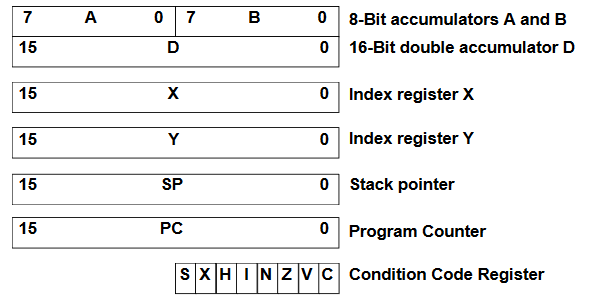 7 A 0 7 B 0 8-Bit accumulators A and B
15 D 0 16-Bit double accumulator D
15 X 0 Index register X
15 Y 0 Index register Y
15 SP 0 Stack pointer
15 PC 0 Program Counter
S X H I N Z V C Condition Code Register